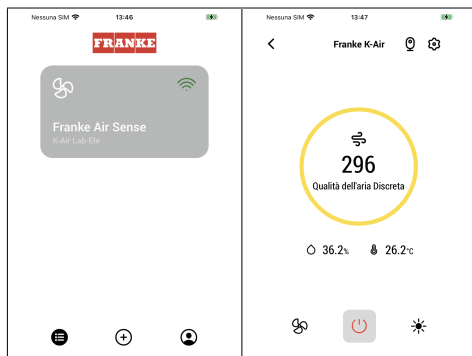 Nessuna SIM 13:46
FRANKE
Franke Air Sense
K-Air Lab-Ele
Nessuna SIM 13:47
Franke K-Air
296
Qualità dell'aria Discreta
36.2% 26.2°C